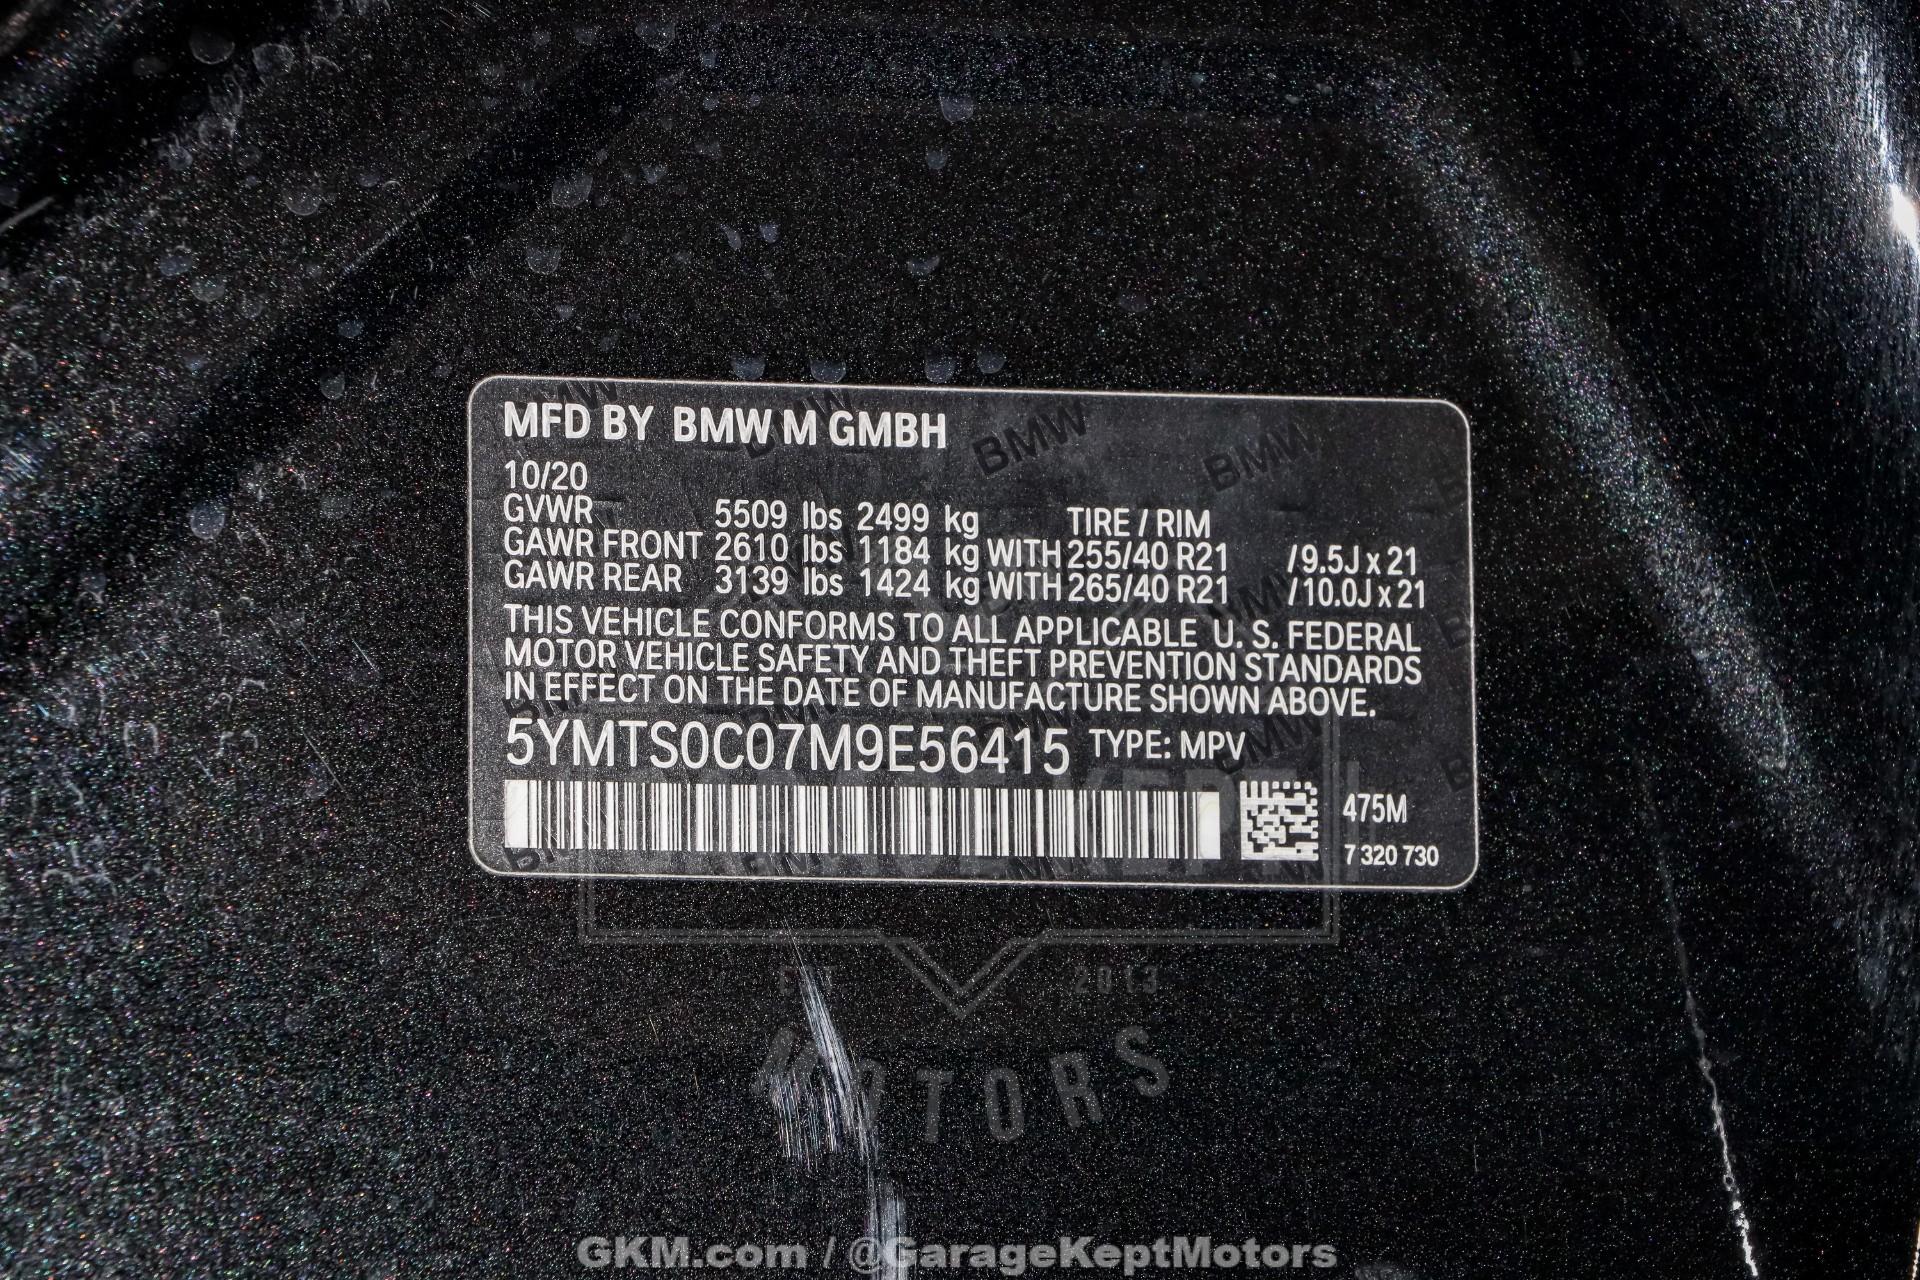 MFD BY BMW M GMBH
10/20
GVWR 5509 lbs 2499 kg TIRE / RIM
GAWR FRONT 2610 lbs 1184 kg WITH 255/40 R21 /9.5J x 21
GAWR REAR 3139 lbs 1424 kg WITH 265/40 R21 /10.0J x 21
THIS VEHICLE CONFORMS TO ALL APPLICABLE U. S. FEDERAL
MOTOR VEHICLE SAFETY AND THEFT PREVENTION STANDARDS
IN EFFECT ON THE DATE OF MANUFACTURE SHOWN ABOVE.
5YMTS0C07M9E56415 TYPE: MPV
475M
7 320 730
EST 2013
MOTORS
GKM.com / @GarageKeptMotors